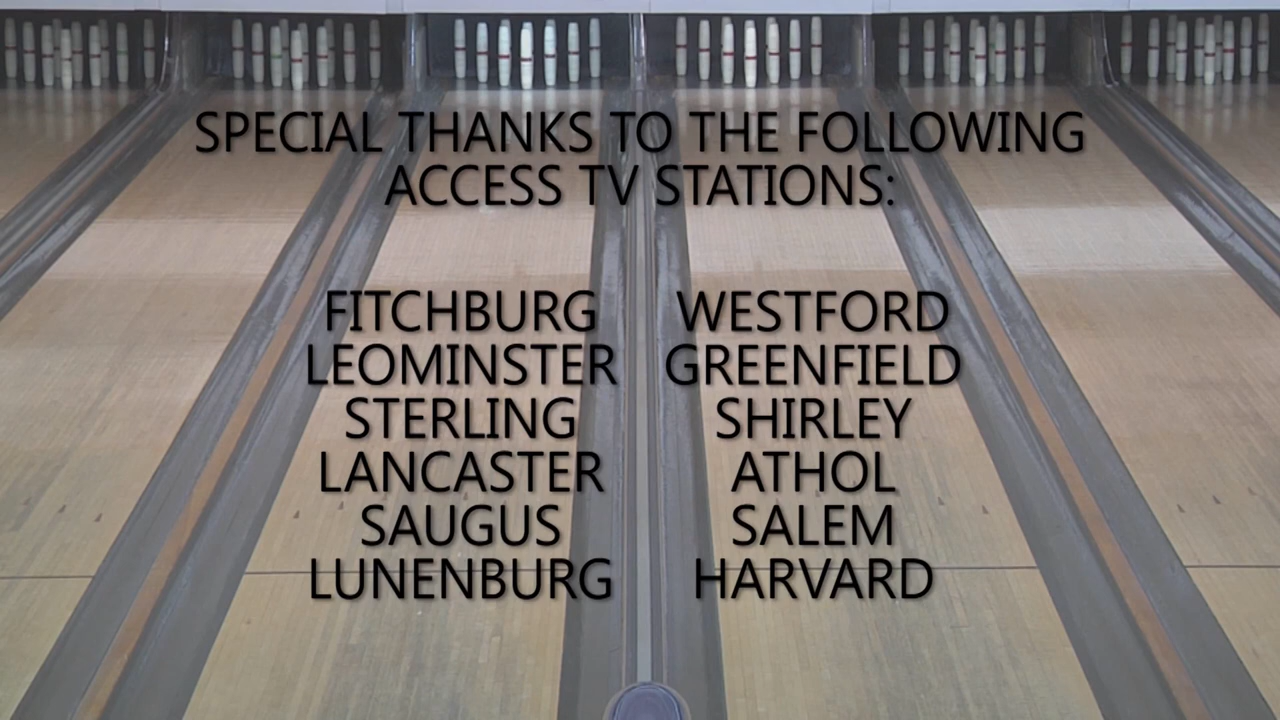 SPECIAL THANKS TO THE FOLLOWING
ACCESS TV STATIONS:
FITCHBURG
LEOMINSTER
STERLING
LANCASTER
SAUGUS
LUNENBURG
WESTFORD
GREENFIELD
SHIRLEY
ATHOL
SALEM
HARVARD